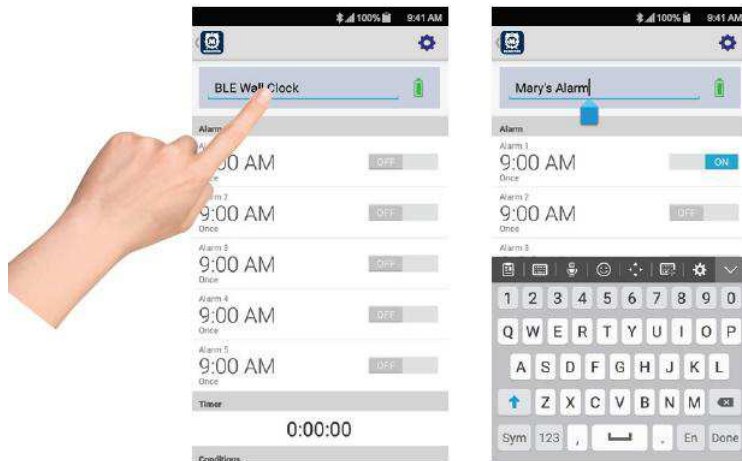 100% 9:41 AM
BLE Wall Clock
Alarm
9:00 AM
OFF
Once
Alarm 2
9:00 AM
OFF
Once
Alarm 3
9:00 AM
OFF
Once
Alarm 4
9:00 AM
OFF
Once
Alarm 5
9:00 AM
OFF
Once
Timer
0:00:00
Conditions
100% 9:41 AM
Mary's Alarm
Alarm
Alarm 1
9:00 AM
ON
Once
Alarm 2
9:00 AM
OFF
Once
Alarm 3
1 2 3 4 5 6 7 8 9 0
Q W E R T Y U I O P
A S D F G H J K L
Z X C V B N M
Sym 123 , . En Done